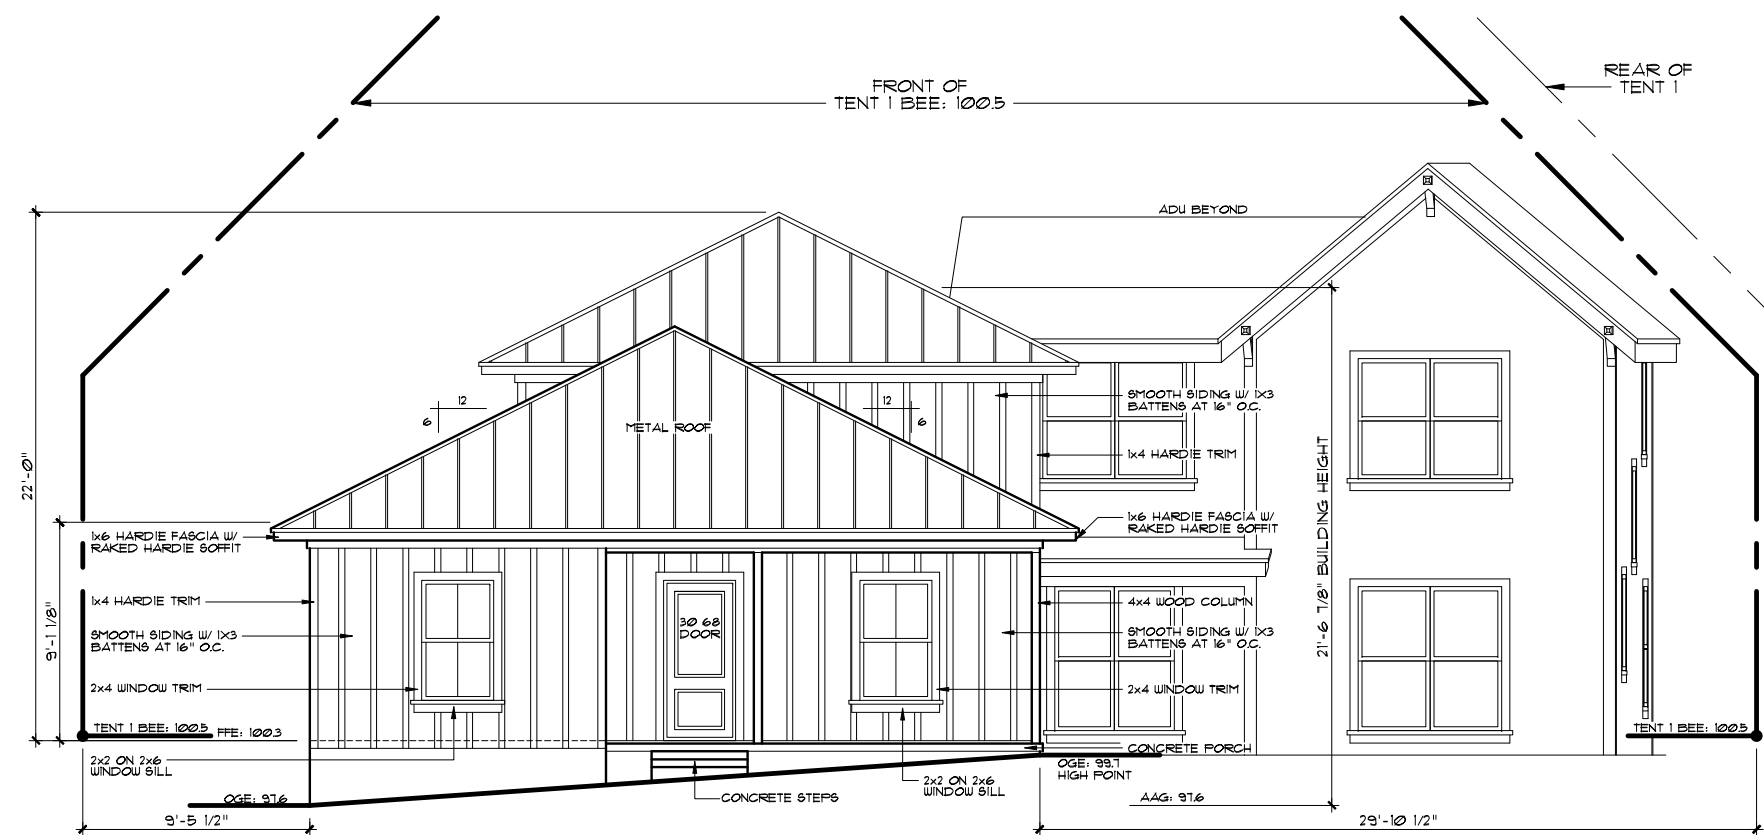 FRONT OF
TENT 1 BEE: 100.5
REAR OF
TENT 1
ADU BEYOND
12
6
12
6
METAL ROOF
SMOOTH SIDING W/ 1X3
BATTENS AT 16" O.C.
1x4 HARDIE TRIM
22'-0"
9'-1 1/8"
21'-6 7/8" BUILDING HEIGHT
1x6 HARDIE FASCIA W/
RAKED HARDIE SOFFIT
1x6 HARDIE FASCIA W/
RAKED HARDIE SOFFIT
1x4 HARDIE TRIM
4x4 WOOD COLUMN
30 68
DOOR
SMOOTH SIDING W/ 1X3
BATTENS AT 16" O.C.
SMOOTH SIDING W/ 1X3
BATTENS AT 16" O.C.
2x4 WINDOW TRIM
2x4 WINDOW TRIM
TENT 1 BEE: 100.5
FFE: 100.3
TENT 1 BEE: 100.5
CONCRETE PORCH
2x2 ON 2x6
WINDOW SILL
OGE: 99.7
HIGH POINT
2x2 ON 2x6
WINDOW SILL
CONCRETE STEPS
OGE: 97.6
AAG: 97.6
9'-5 1/2"
29'-10 1/2"